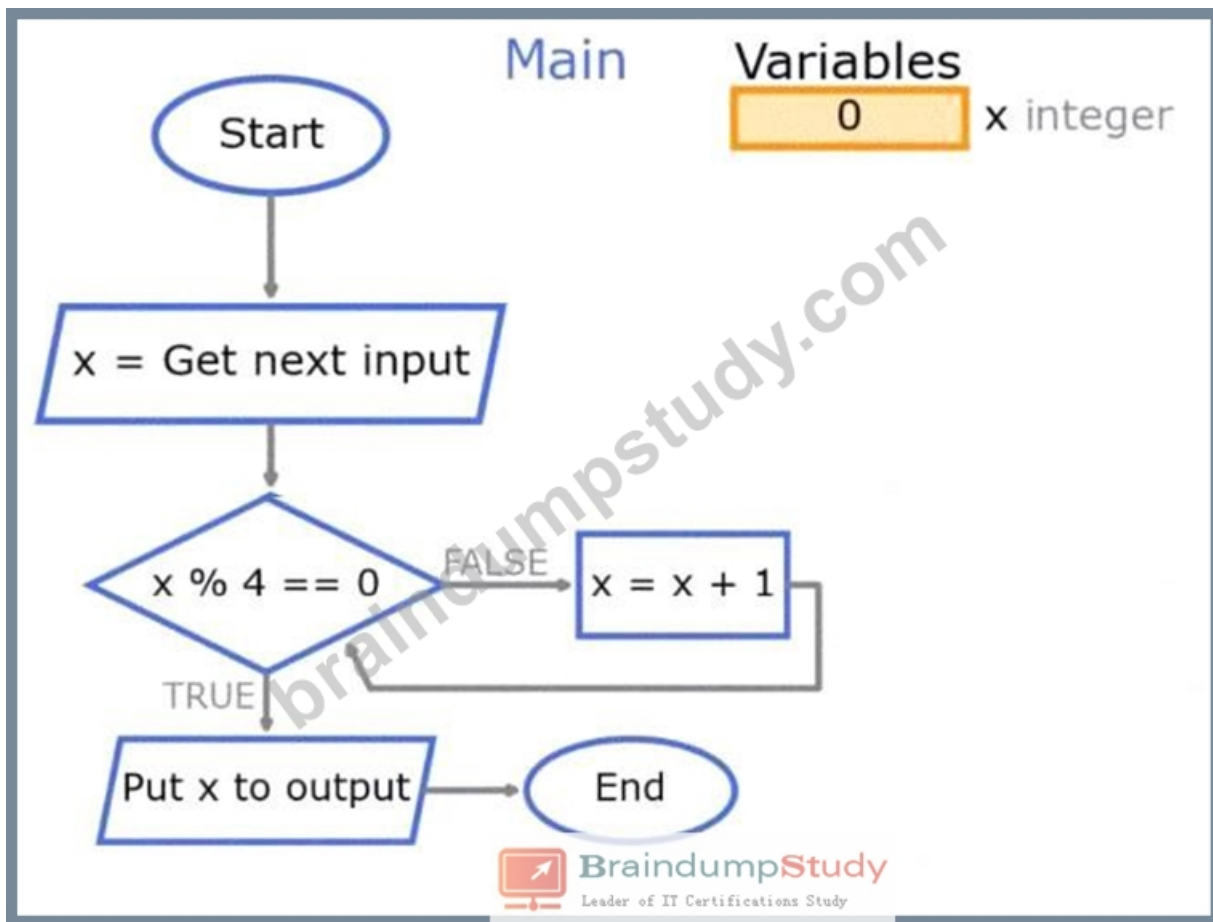 Main
Variables
0
x integer
Start
x = Get next input
x % 4 == 0
FALSE
x = x + 1
TRUE
Put x to output
End
braindumpstudy.com
BraindumpStudy
Leader of IT Certifications Study